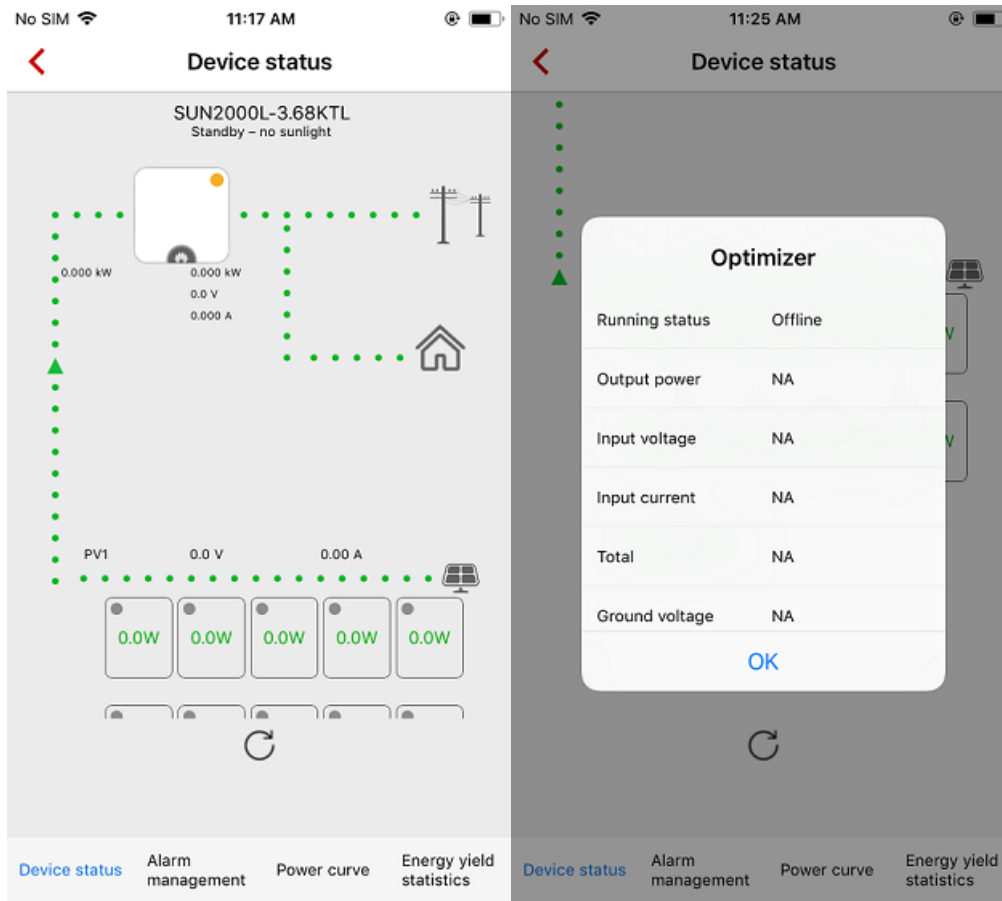 No SIM 11:17 AM
Device status
SUN2000L-3.68KTL
Standby – no sunlight
0.000 kW 0.000 kW
0.0 V
0.000 A
PV1 0.0 V 0.00 A
0.0W 0.0W 0.0W 0.0W 0.0W
Device status Alarm management Power curve Energy yield statistics
No SIM 11:25 AM
Device status
Optimizer
Running status Offline
Output power NA
Input voltage NA
Input current NA
Total NA
Ground voltage NA
OK
W
W
Device status Alarm management Power curve Energy yield statistics